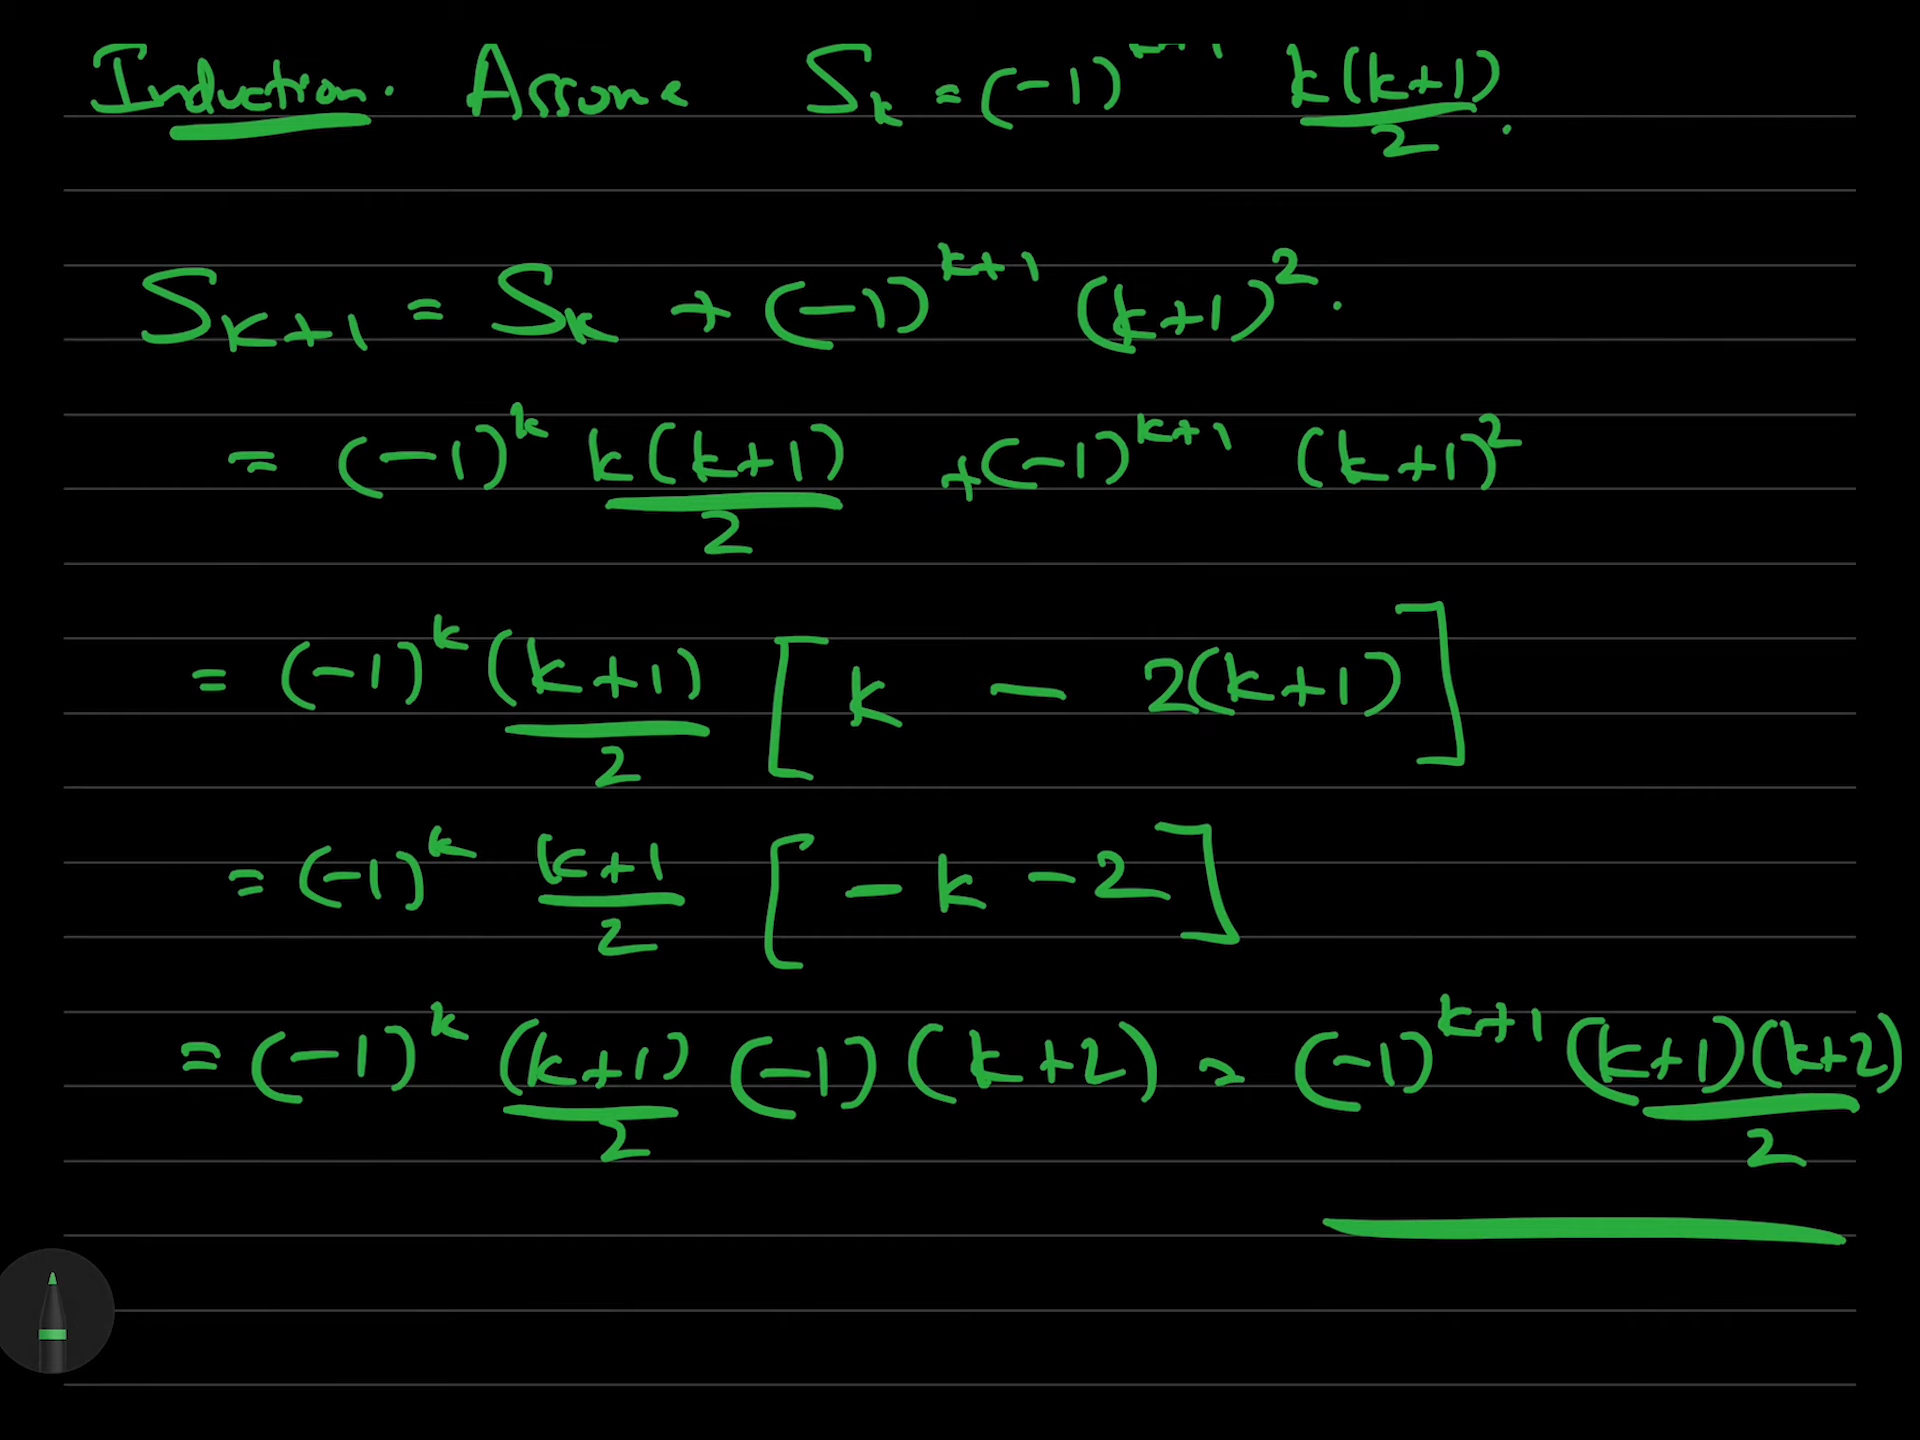 Induction. Assume S_k = (-1) k(k+1)/2.
S_{k+1} = S_k + (-1)^{k+1} (k+1)^2.
= (-1)^k k(k+1)/2 + (-1)^{k+1} (k+1)^2
= (-1)^k (k+1)/2 [k - 2(k+1)]
= (-1)^k k+1/2 [-k-2]
= (-1)^k (k+1)/2 (-1)(k+2) = (-1)^{k+1} (k+1)(k+2)/2